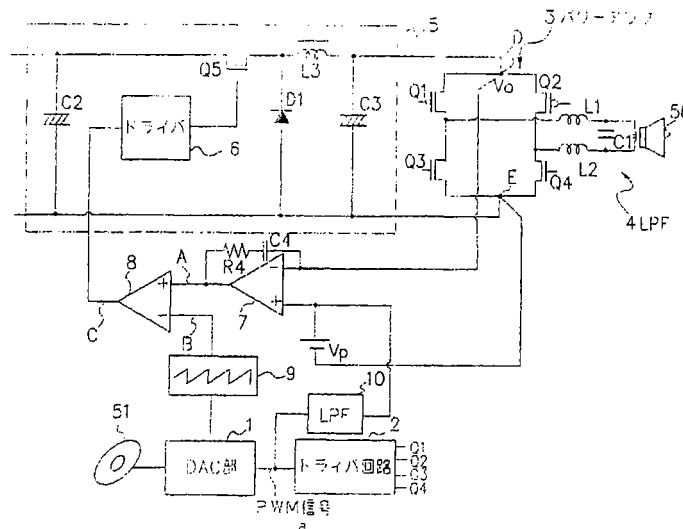 5
3 パワーアンプ
D
Q5
L3
Vo
Q1
Q2
C2
D1
C3
L1
C1
50
ドライバ
6
L2
Q3
Q4
E
4 LPF
C4
R4
8
A
7
C
B
Vp
9
10
LPF
51
1
2
DAC部
ドライバ回路
Q1
Q2
Q3
Q4
PWM信号
a